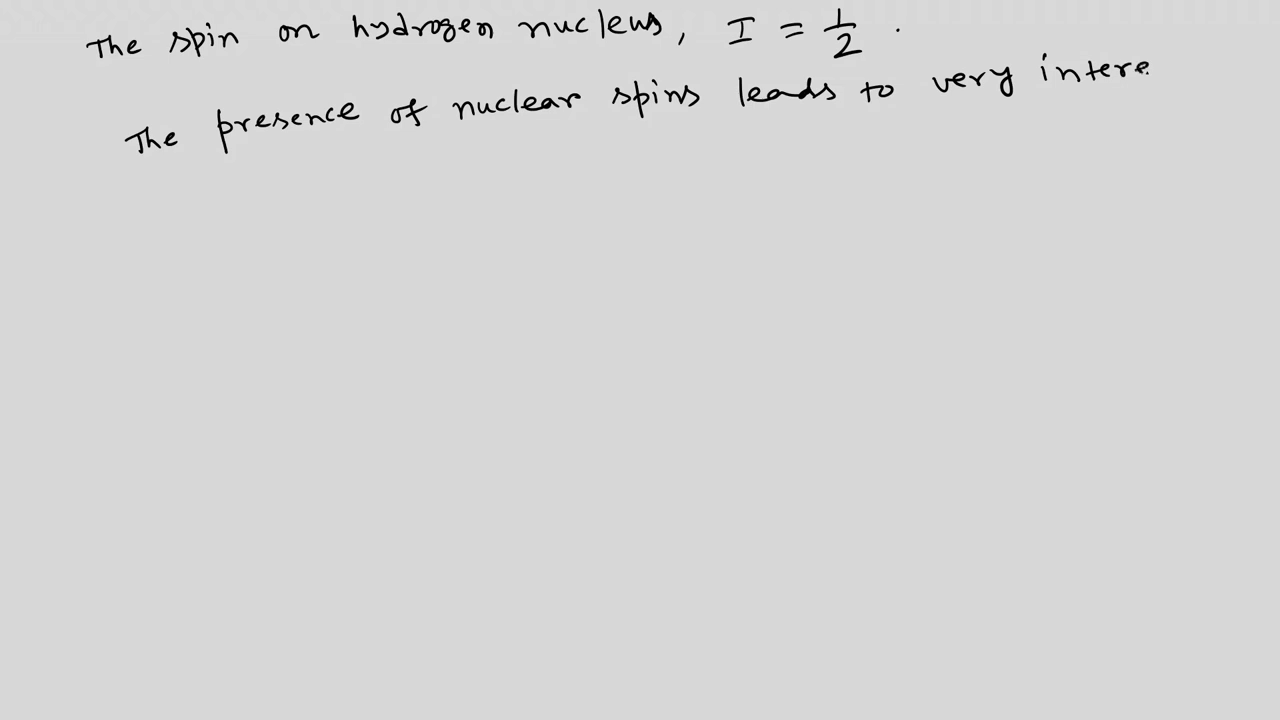 The spin on hydrogen nucleus, I = 1/2 .
The presence of nuclear spins leads to very intere